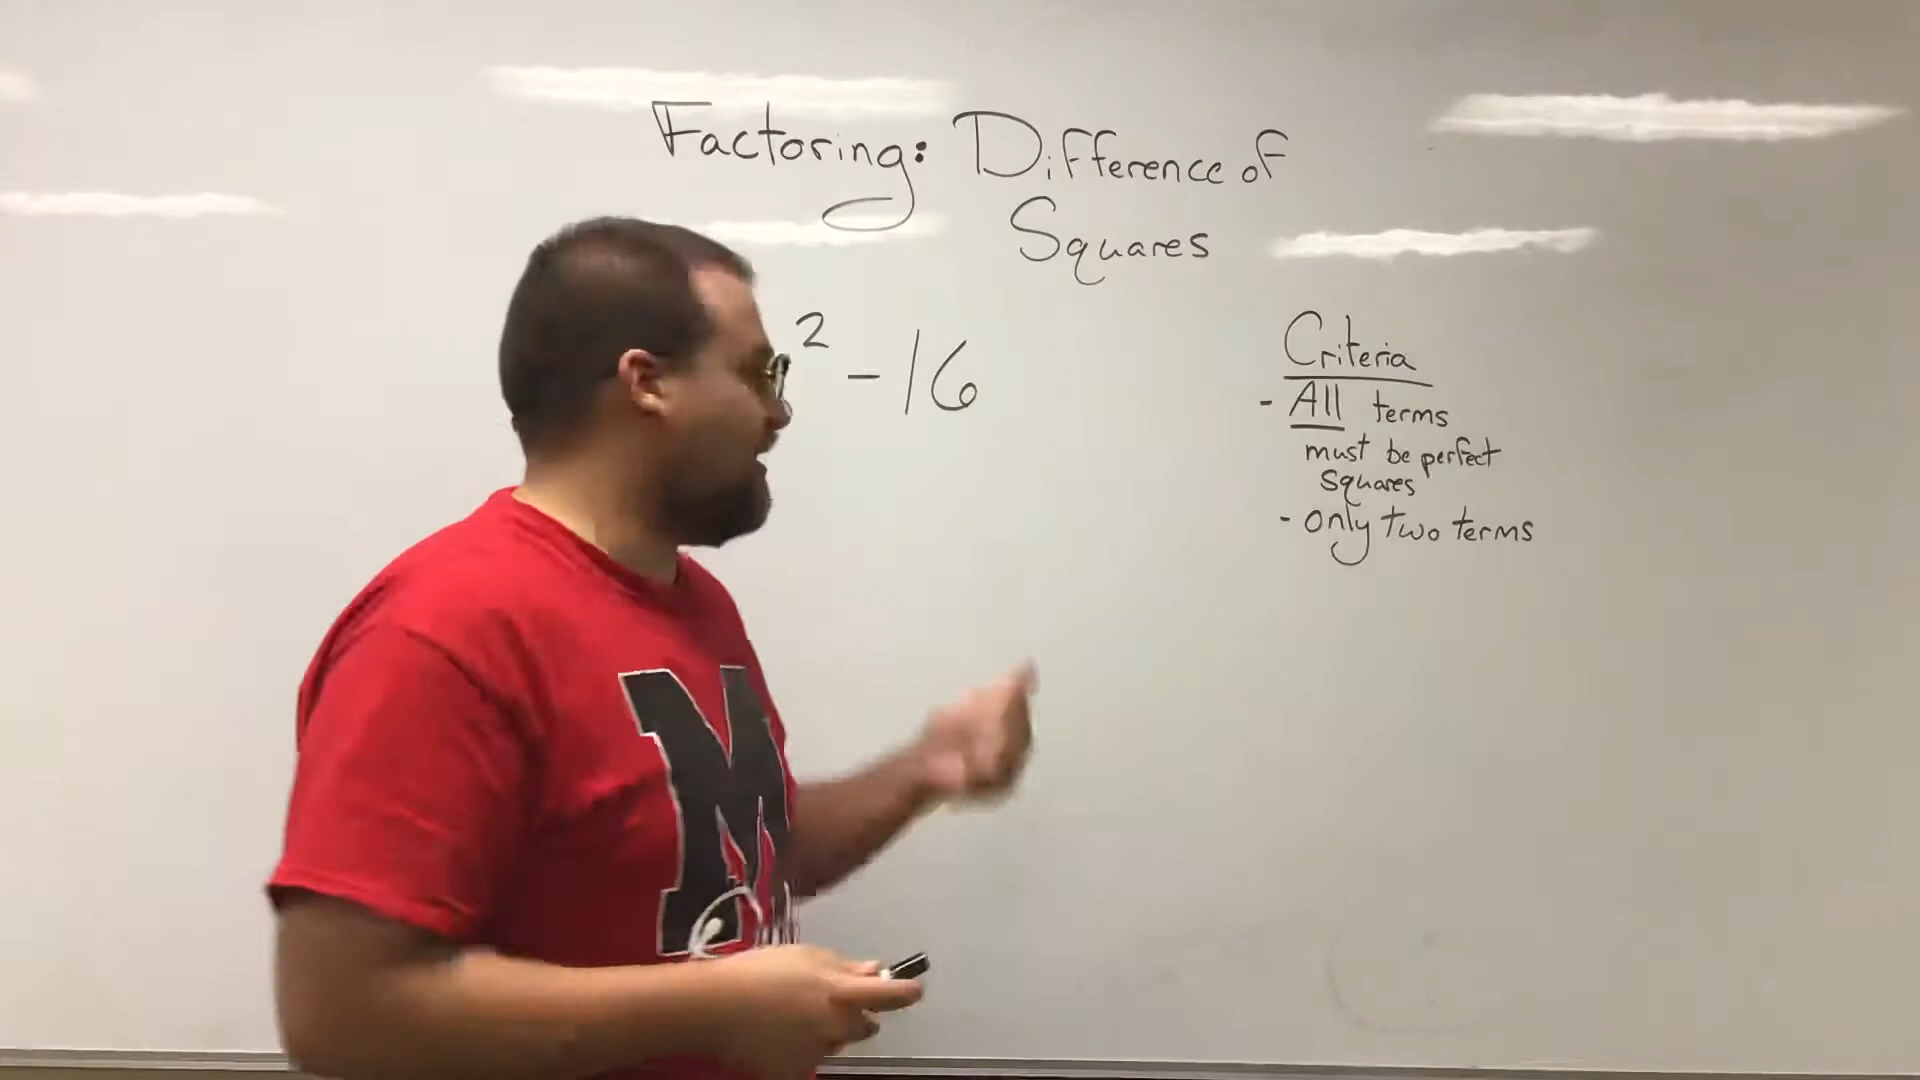 Factoring: Difference of
Squares
2 - 16
Criteria
- All terms
must be perfect
squares
- only two terms
M